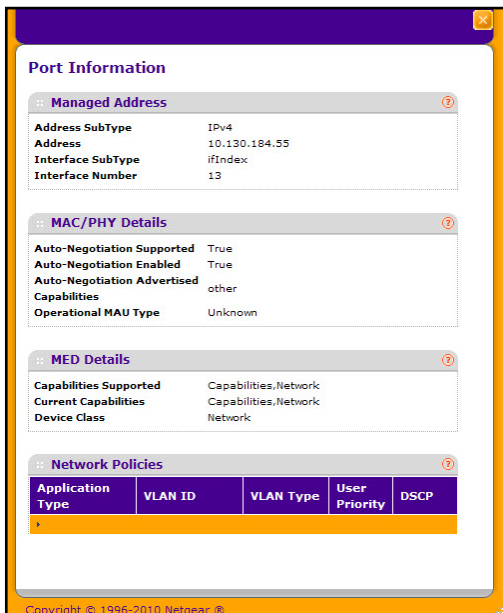 Port Information
:: Managed Address
Address SubType IPv4
Address 10.130.184.55
Interface SubType ifIndex
Interface Number 13
:: MAC/PHY Details
Auto-Negotiation Supported True
Auto-Negotiation Enabled True
Auto-Negotiation Advertised Capabilities other
Operational MAU Type Unknown
:: MED Details
Capabilities Supported Capabilities,Network
Current Capabilities Capabilities,Network
Device Class Network
:: Network Policies
Application Type VLAN ID VLAN Type User Priority DSCP
Copyright © 1996-2010 Netgear ®